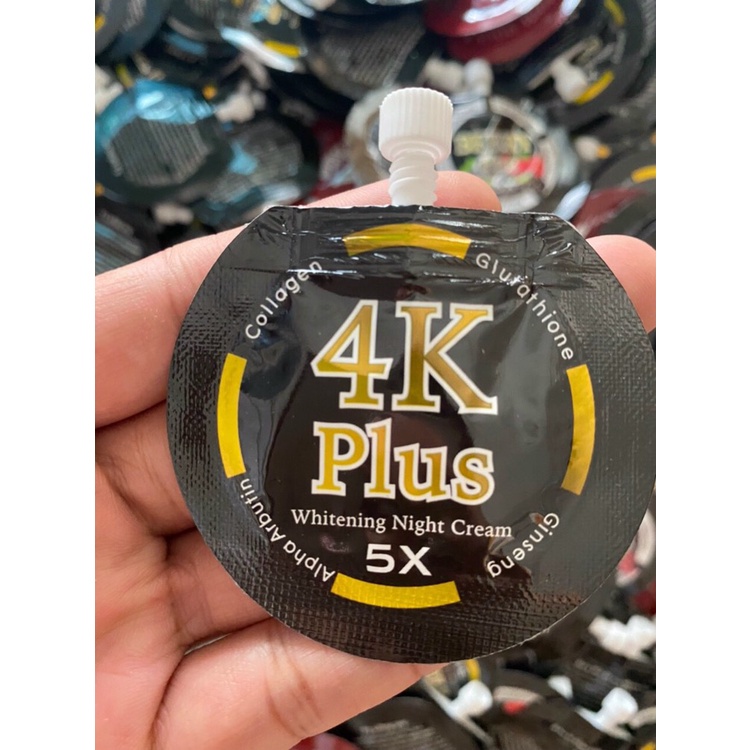 Collagen
Glutathione
4K
Plus
Whitening Night Cream
5X
Alpha Arbutin
Ginseng